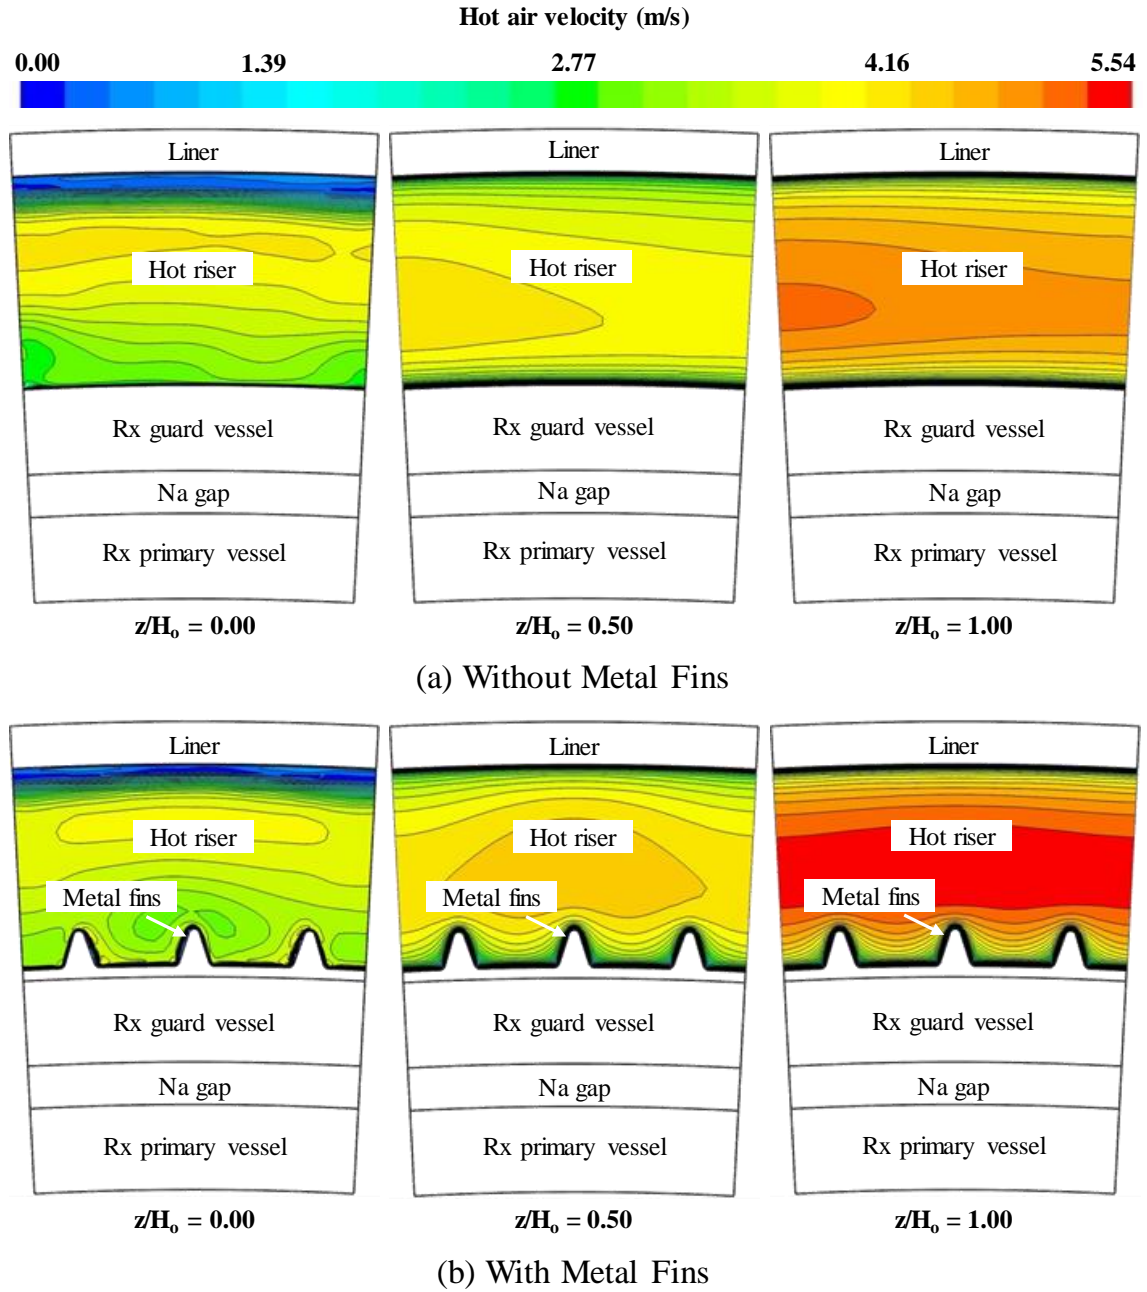 Hot air velocity (m/s)
0.00 1.39 2.77 4.16 5.54
Liner Liner Liner
Hot riser Hot riser Hot riser
Rx guard vessel Rx guard vessel Rx guard vessel
Na gap Na gap Na gap
Rx primary vessel Rx primary vessel Rx primary vessel
z/Hₒ = 0.00 z/Hₒ = 0.50 z/Hₒ = 1.00
(a) Without Metal Fins
Liner Liner Liner
Hot riser Hot riser Hot riser
Metal fins Metal fins Metal fins
Rx guard vessel Rx guard vessel Rx guard vessel
Na gap Na gap Na gap
Rx primary vessel Rx primary vessel Rx primary vessel
z/Hₒ = 0.00 z/Hₒ = 0.50 z/Hₒ = 1.00
(b) With Metal Fins